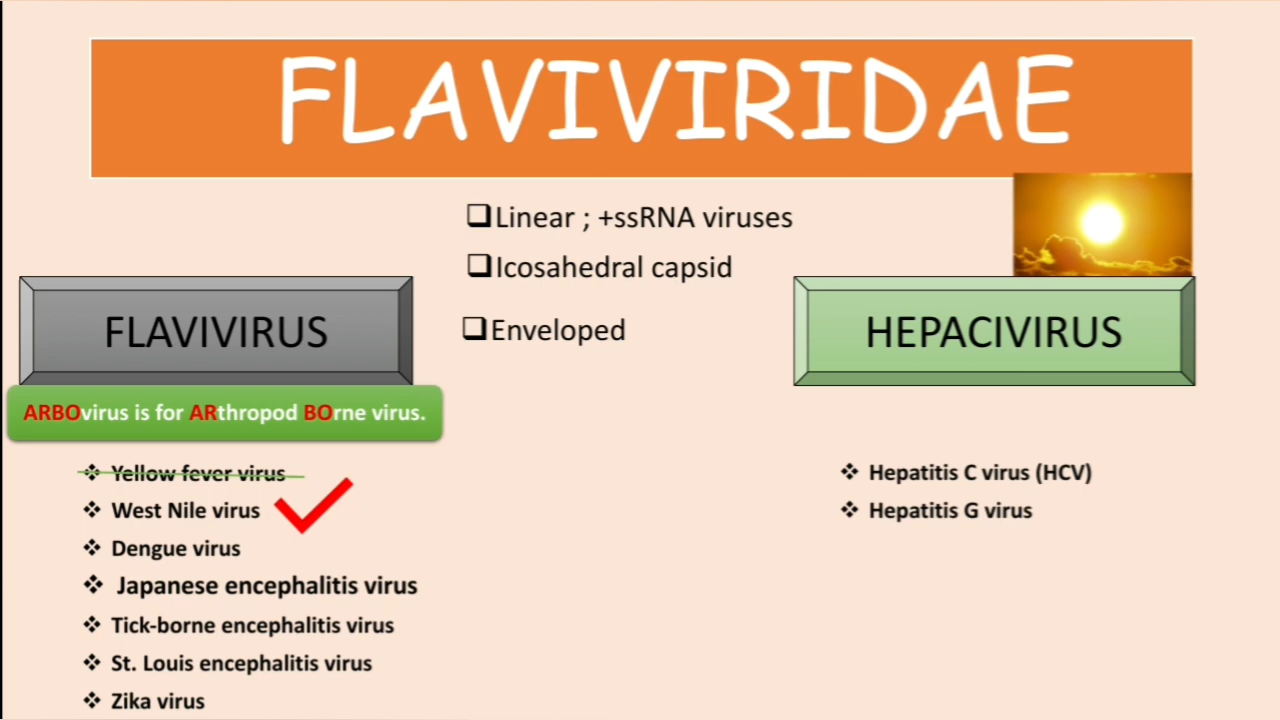 FLAVIVIRIDAE
Linear ; +ssRNA viruses
Icosahedral capsid
Enveloped
FLAVIVIRUS
ARBOvirus is for ARthropod BOrne virus.
Yellow fever virus
West Nile virus
Dengue virus
Japanese encephalitis virus
Tick-borne encephalitis virus
St. Louis encephalitis virus
Zika virus
HEPACIVIRUS
Hepatitis C virus (HCV)
Hepatitis G virus